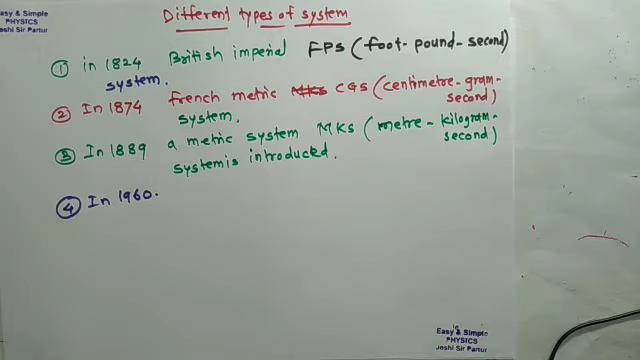 Easy & Simple
PHYSICS
Joshi Sir Partur
Different types of system
① in 1824 British imperial FPS (foot-pound-second)
system.
② In 1874 french metric MKS CGS (centimetre-gram-
second)
system.
③ In 1889 a metric system MKS (metre-kilogram-
second)
system is introduced.
④ In 1960.
Easy & Simple
PHYSICS
Joshi Sir Partur